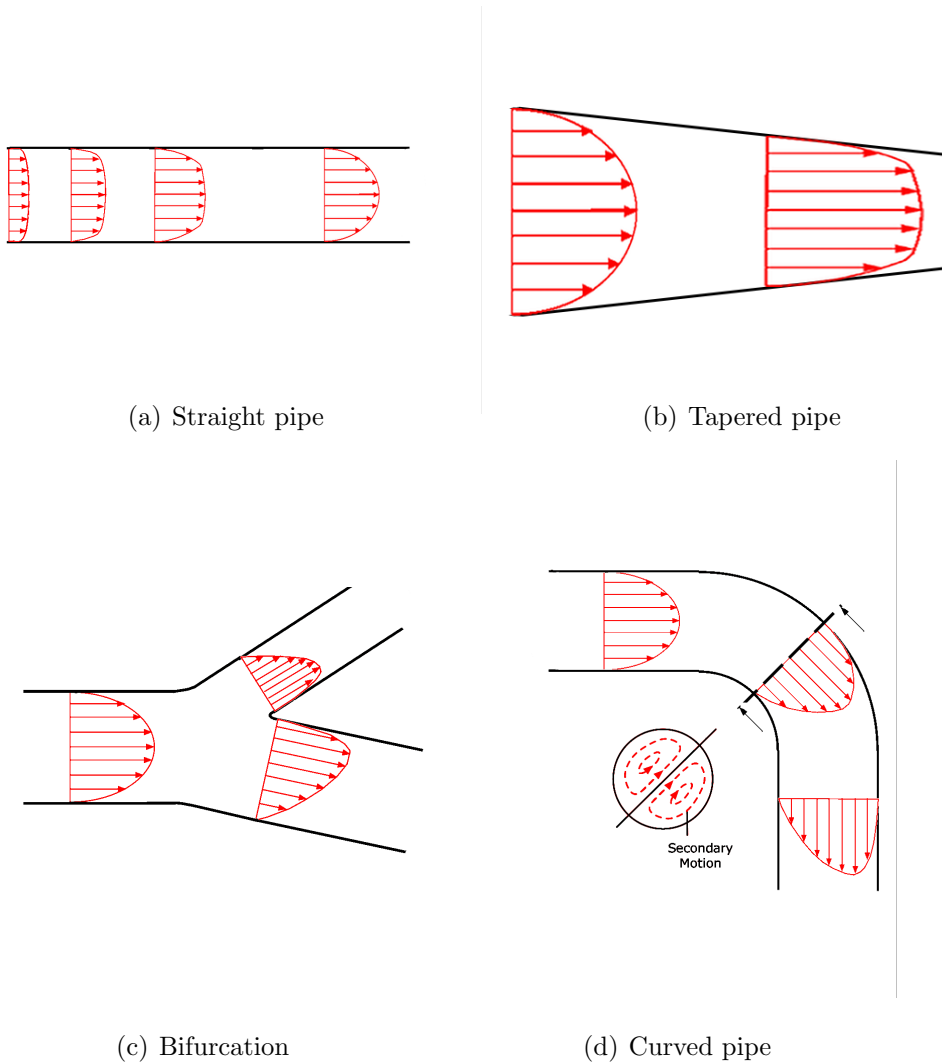 (a) Straight pipe
(b) Tapered pipe
Secondary
Motion
(c) Bifurcation
(d) Curved pipe